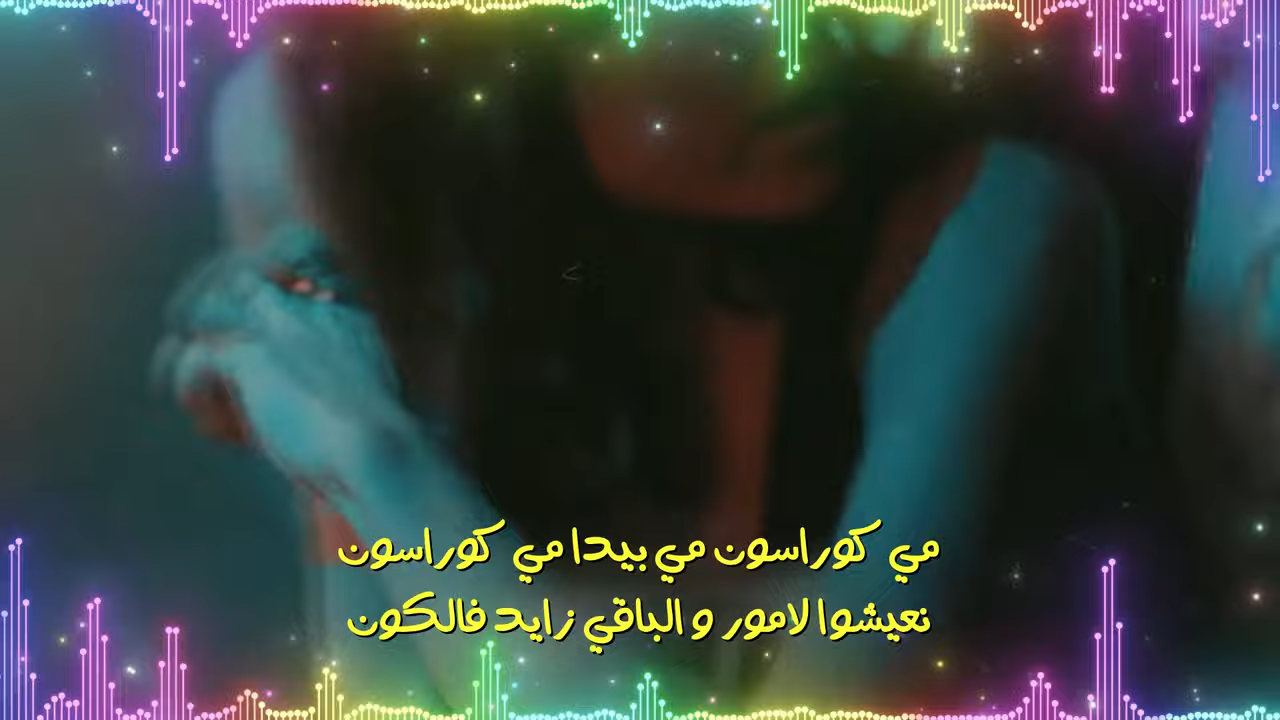 مي كوراسون مي بيدا مي كوراسون
نعيشوا لامور و الباقي زايد فالكون